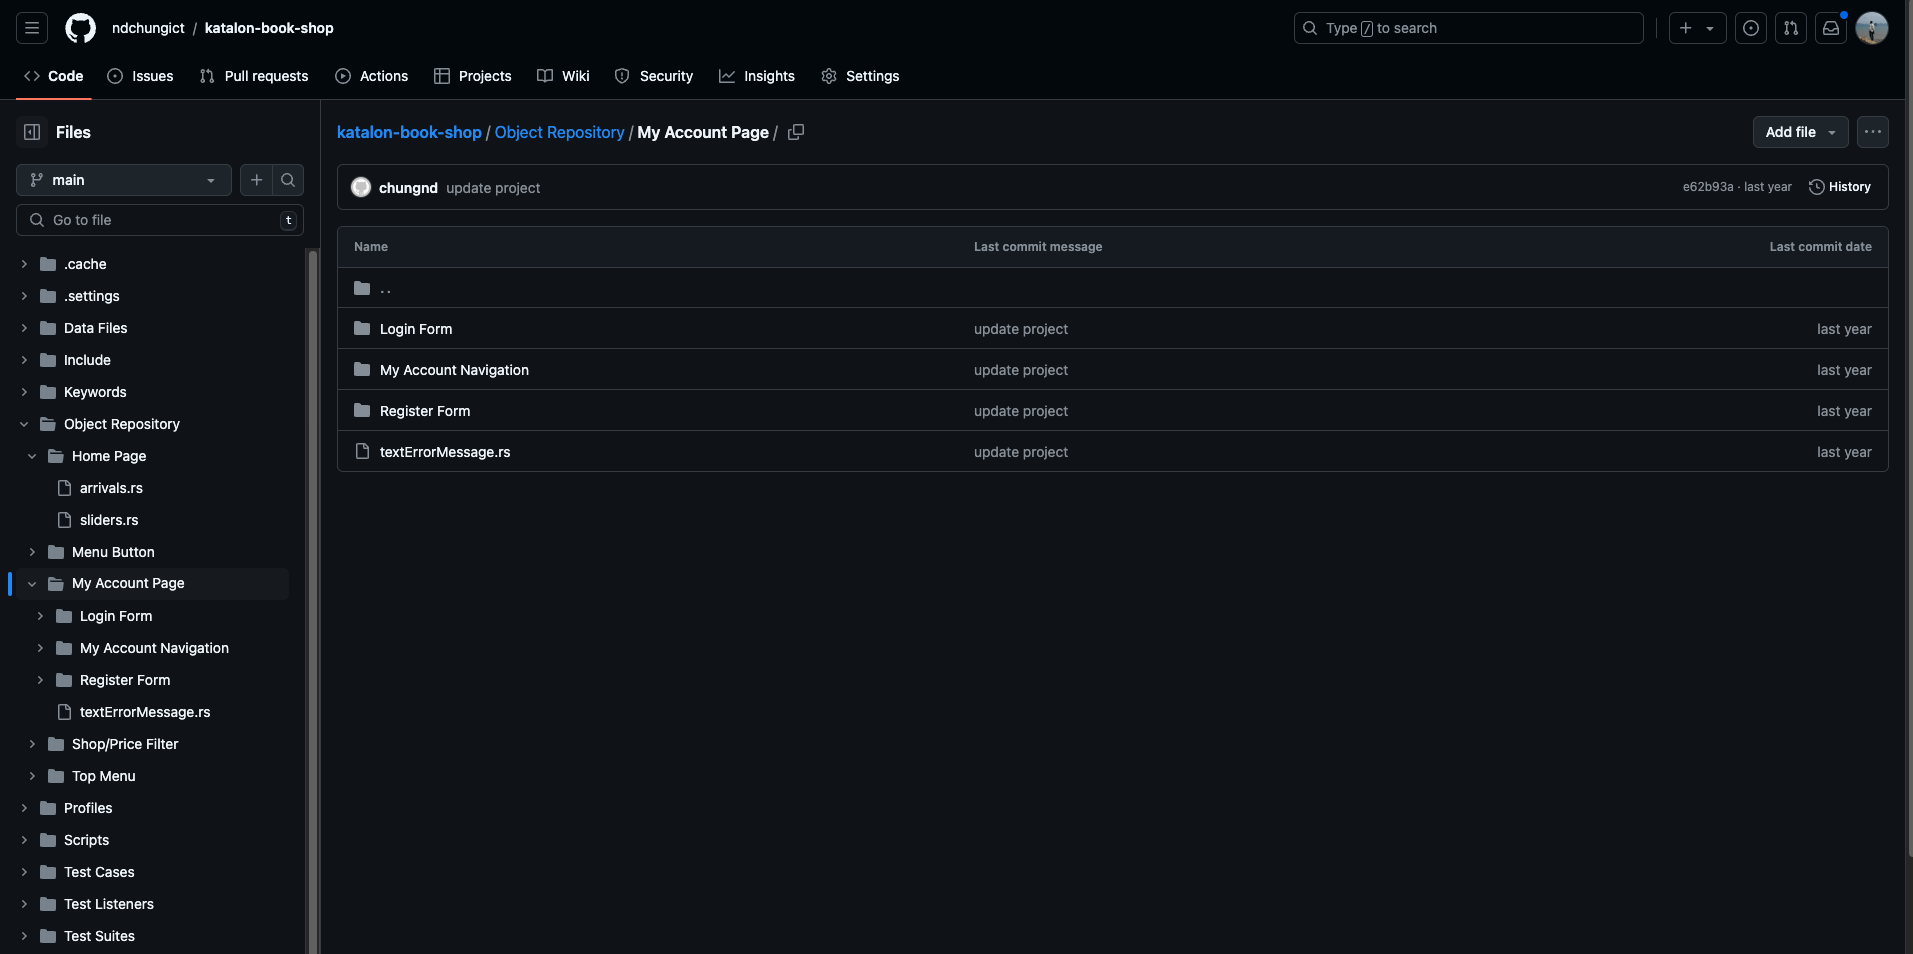 ndchungict / katalon-book-shop
Type / to search
Code Issues Pull requests Actions Projects Wiki Security Insights Settings
Files
main
Go to file t
.cache
.settings
Data Files
Include
Keywords
Object Repository
Home Page
arrivals.rs
sliders.rs
Menu Button
My Account Page
Login Form
My Account Navigation
Register Form
textErrorMessage.rs
Shop/Price Filter
Top Menu
Profiles
Scripts
Test Cases
Test Listeners
Test Suites
katalon-book-shop / Object Repository / My Account Page /
Add file
chungnd update project e62b93a · last year History
Name Last commit message Last commit date
..
Login Form update project last year
My Account Navigation update project last year
Register Form update project last year
textErrorMessage.rs update project last year